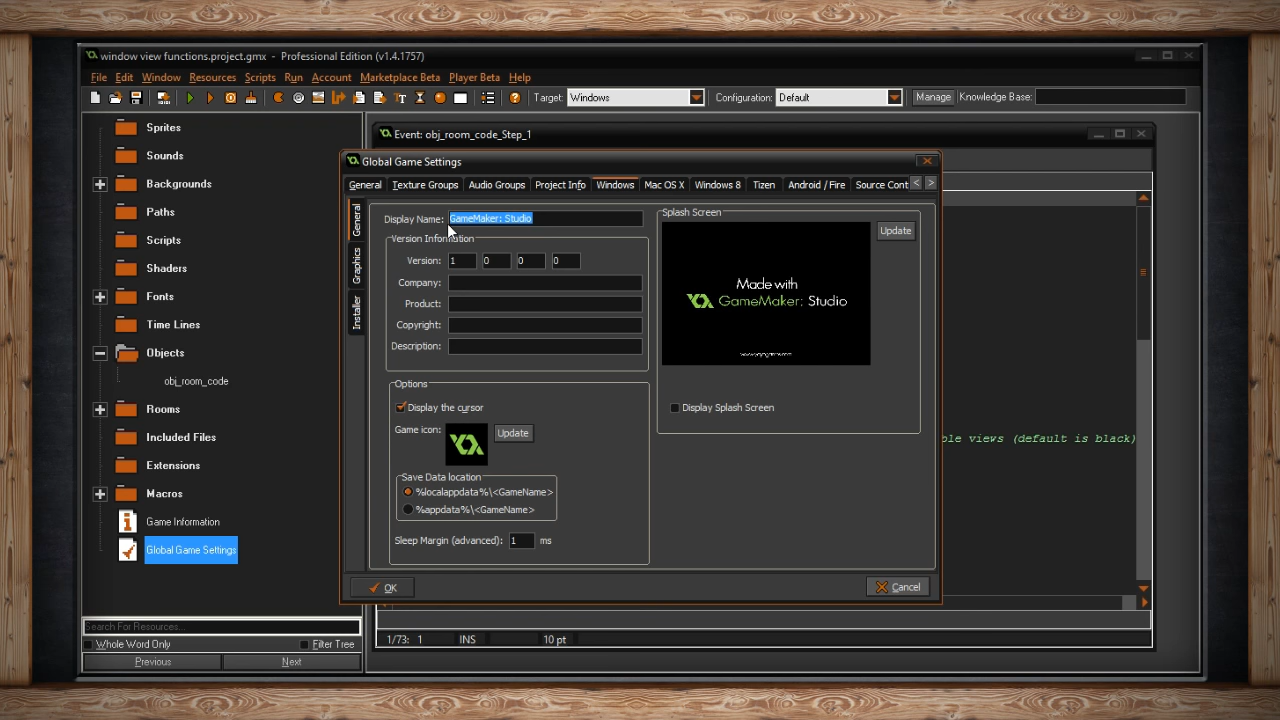 window view functions.project.gmx - Professional Edition (v1.4.1757)
File Edit Window Resources Scripts Run Account Marketplace Beta Player Beta Help
Target: Windows Configuration: Default Manage Knowledge Base:
Sprites
Sounds
Backgrounds
Paths
Scripts
Shaders
Fonts
Time Lines
Objects
obj_room_code
Rooms
Included Files
Extensions
Macros
Game Information
Global Game Settings
Search For Resources...
Whole Word Only Filter Tree
Previous Next
Event: obj_room_code_Step_1
Global Game Settings
General Texture Groups Audio Groups Project Info Windows Mac OS X Windows 8 Tizen Android / Fire Source Cont
General
Graphics
Installer
Display Name: GameMaker: Studio
Version Information
Version: 1 0 0 0
Company:
Product:
Copyright:
Description:
Options
Display the cursor
Game icon: Update
Save Data location
%localappdata%\<GameName>
%appdata%\<GameName>
Sleep Margin (advanced): 1 ms
Splash Screen
Update
Made with
GameMaker: Studio
www.yoyogames.com
Display Splash Screen
OK Cancel
ble views (default is black)
1/73: 1 INS 10 pt